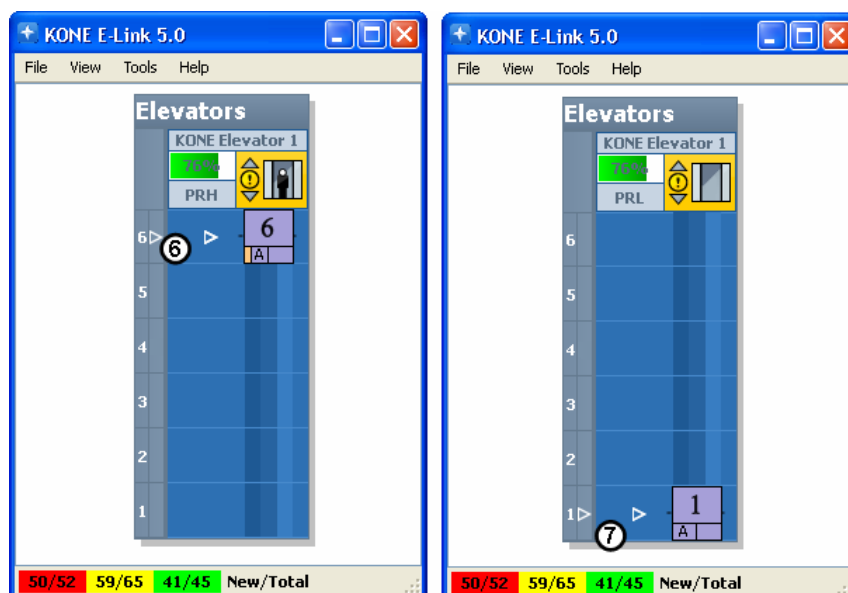 KONE E-Link 5.0
File View Tools Help
Elevators
KONE Elevator 1
76%
PRH
6 6 6
A
5
4
3
2
1
50/52 59/65 41/45 New/Total
KONE E-Link 5.0
File View Tools Help
Elevators
KONE Elevator 1
76%
PRL
6
5
4
3
2
1 7 1
A
50/52 59/65 41/45 New/Total